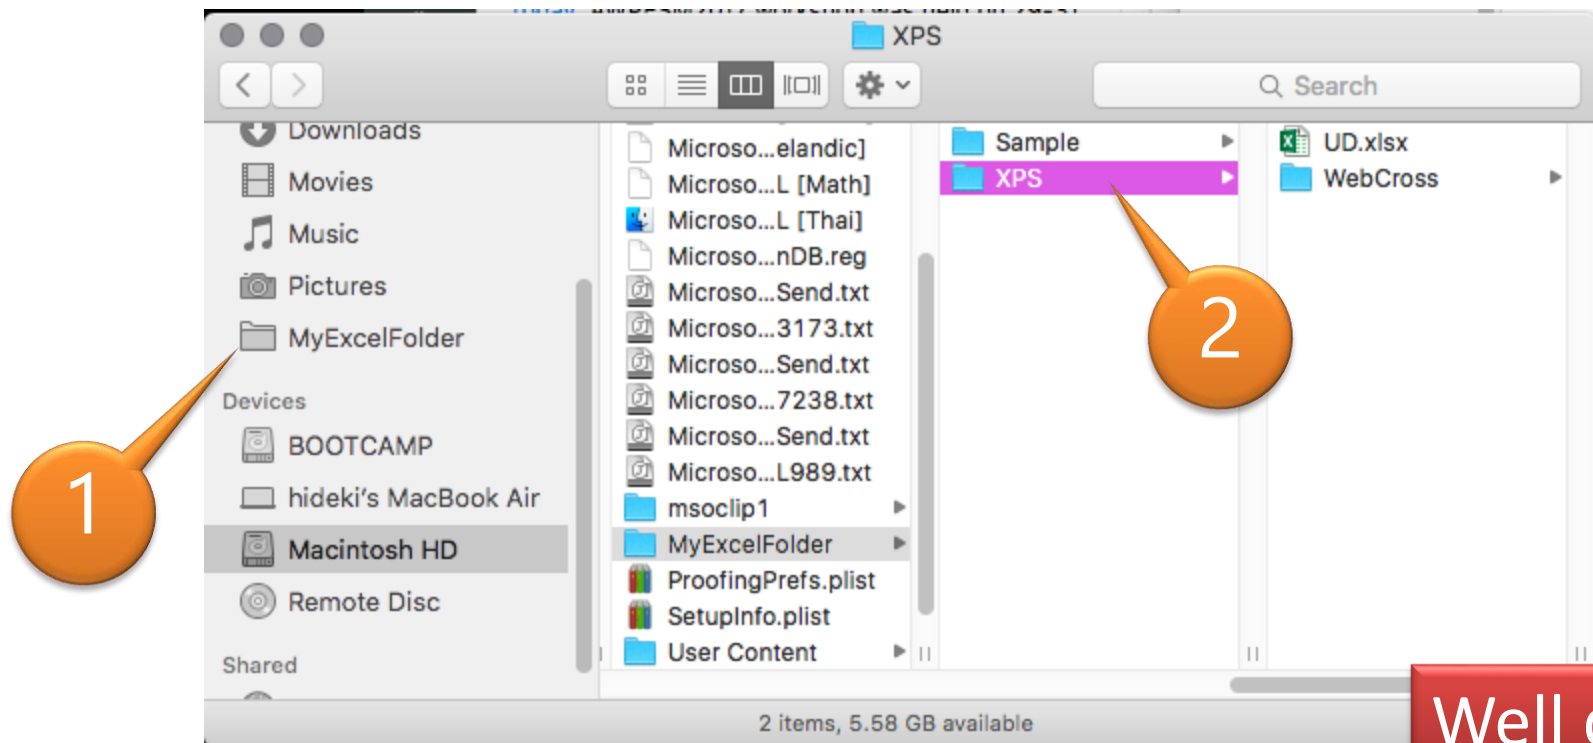 XPS
Search
Downloads
Movies
Music
Pictures
MyExcelFolder
Devices
BOOTCAMP
hideki's MacBook Air
Macintosh HD
Remote Disc
Shared
Microso...elandic]
Microso...L [Math]
Microso...L [Thai]
Microso...nDB.reg
Microso...Send.txt
Microso...3173.txt
Microso...Send.txt
Microso...7238.txt
Microso...Send.txt
Microso...L989.txt
msoclip1
MyExcelFolder
ProofingPrefs.plist
SetupInfo.plist
User Content
Sample
XPS
UD.xlsx
WebCross
1
2
2 items, 5.58 GB available
Well